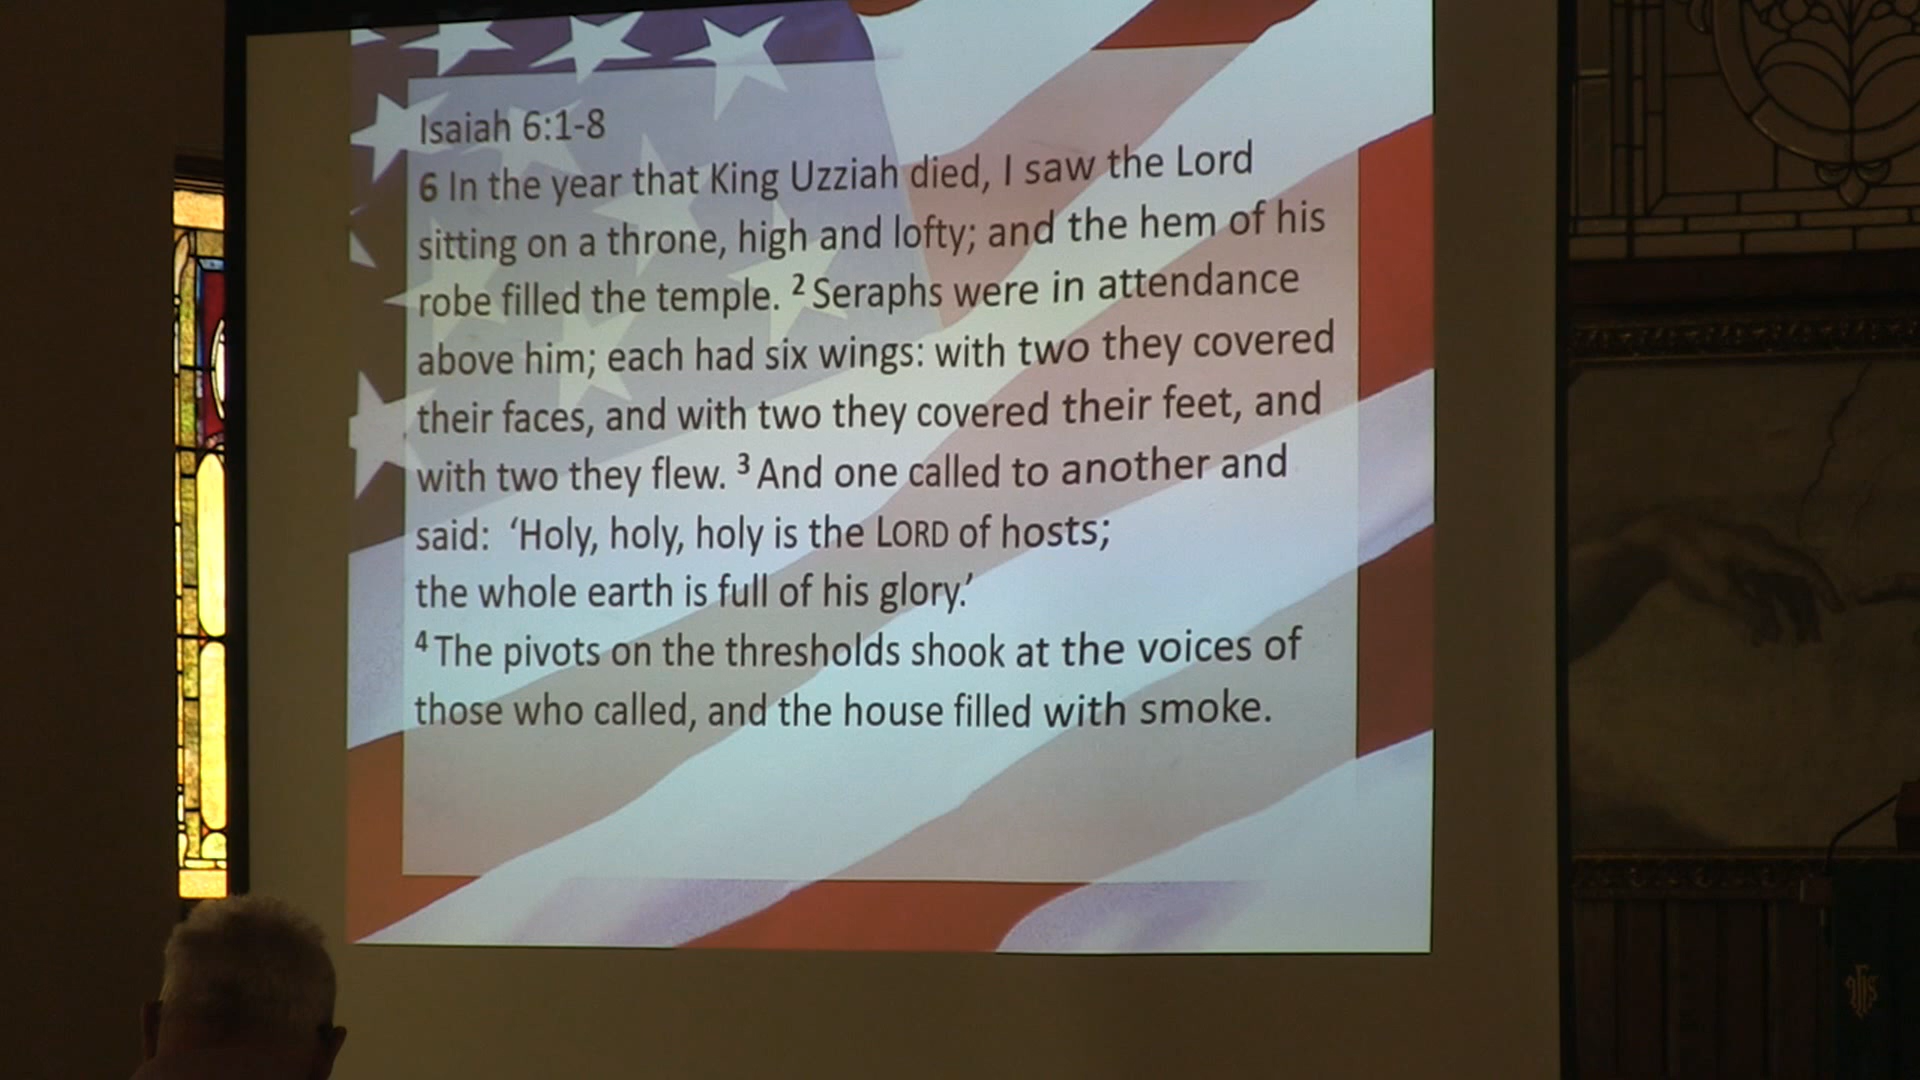 Isaiah 6:1-8
6 In the year that King Uzziah died, I saw the Lord
sitting on a throne, high and lofty; and the hem of his
robe filled the temple. ² Seraphs were in attendance
above him; each had six wings: with two they covered
their faces, and with two they covered their feet, and
with two they flew. ³ And one called to another and
said: ‘Holy, holy, holy is the LORD of hosts;
the whole earth is full of his glory.’
⁴ The pivots on the thresholds shook at the voices of
those who called, and the house filled with smoke.
IHS